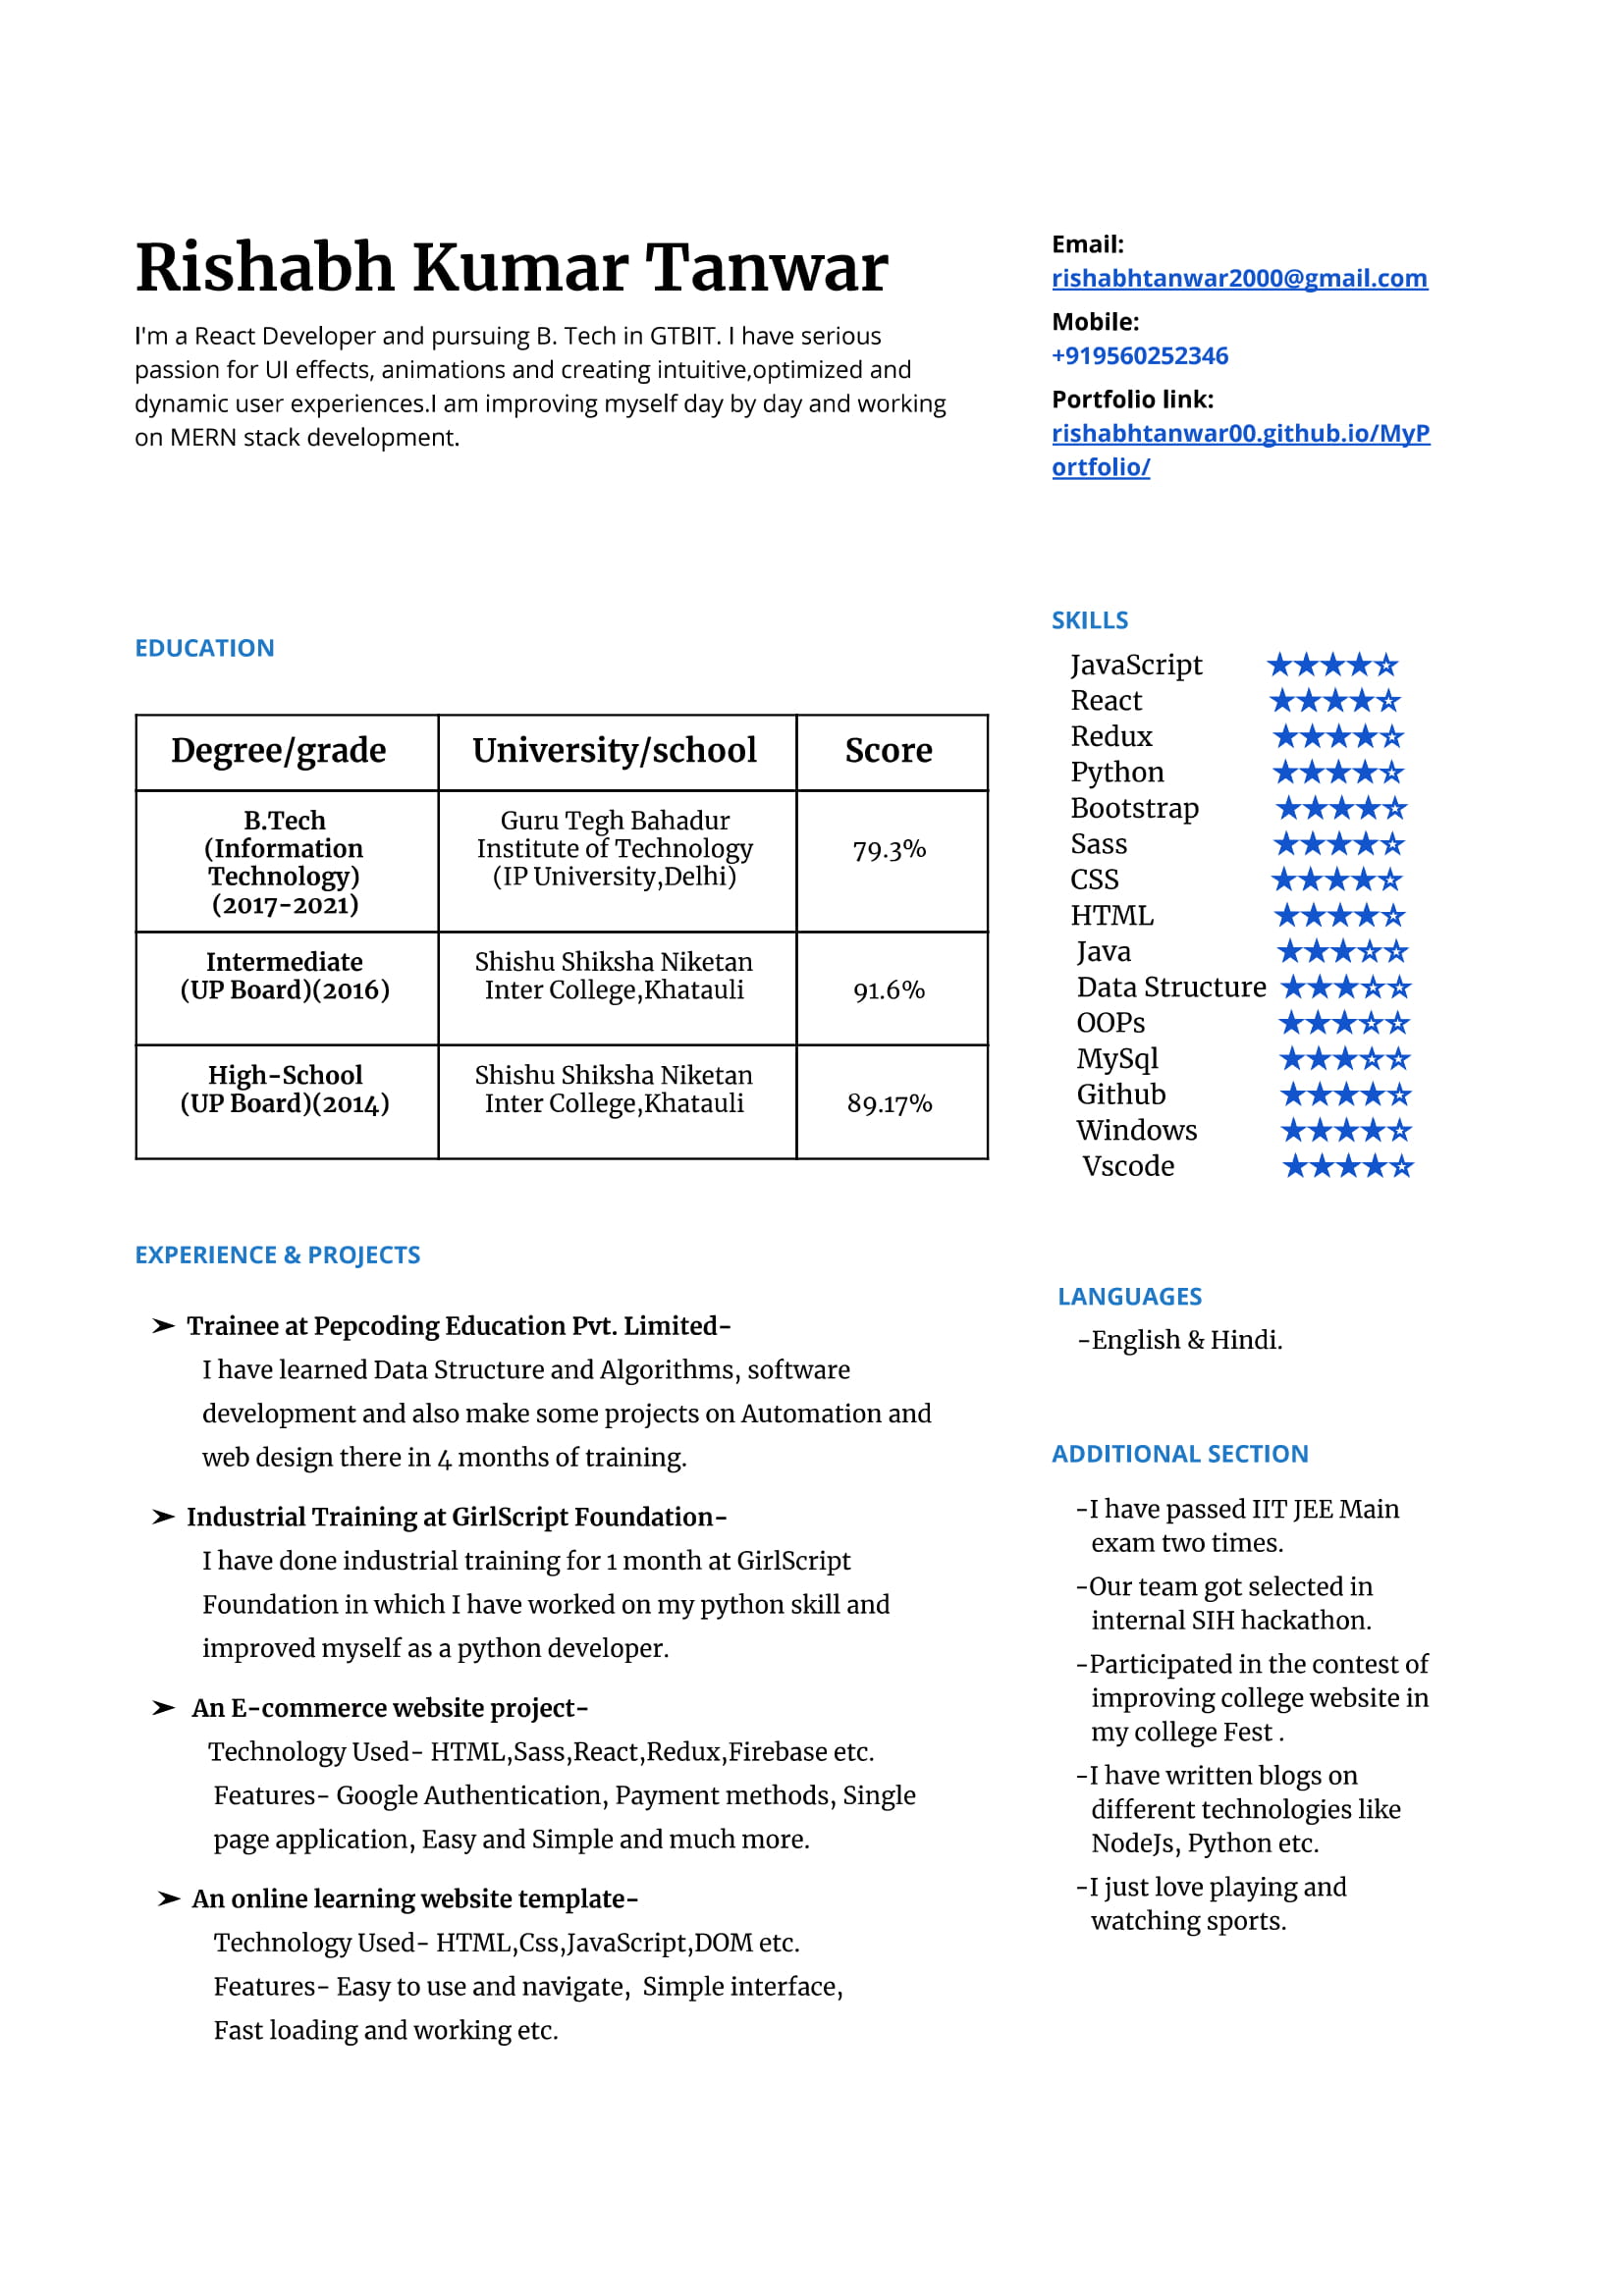 Rishabh Kumar Tanwar
I'm a React Developer and pursuing B. Tech in GTBIT. I have serious
passion for UI effects, animations and creating intuitive,optimized and
dynamic user experiences.I am improving myself day by day and working
on MERN stack development.
Email:
rishabhtanwar2000@gmail.com
Mobile:
+919560252346
Portfolio link:
rishabhtanwar00.github.io/MyP
ortfolio/
EDUCATION
Degree/grade University/school Score
B.Tech
(Information
Technology)
(2017-2021)
Guru Tegh Bahadur
Institute of Technology
(IP University,Delhi)
79.3%
Intermediate
(UP Board)(2016)
Shishu Shiksha Niketan
Inter College,Khatauli
91.6%
High-School
(UP Board)(2014)
Shishu Shiksha Niketan
Inter College,Khatauli
89.17%
EXPERIENCE & PROJECTS
➢ Trainee at Pepcoding Education Pvt. Limited-
I have learned Data Structure and Algorithms, software
development and also make some projects on Automation and
web design there in 4 months of training.
➢ Industrial Training at GirlScript Foundation-
I have done industrial training for 1 month at GirlScript
Foundation in which I have worked on my python skill and
improved myself as a python developer.
➢ An E-commerce website project-
Technology Used- HTML,Sass,React,Redux,Firebase etc.
Features- Google Authentication, Payment methods, Single
page application, Easy and Simple and much more.
➢ An online learning website template-
Technology Used- HTML,Css,JavaScript,DOM etc.
Features- Easy to use and navigate, Simple interface,
Fast loading and working etc.
SKILLS
JavaScript ★★★★✯
React ★★★★✯
Redux ★★★★✯
Python ★★★★✯
Bootstrap ★★★★✯
Sass ★★★★✯
CSS ★★★★✯
HTML ★★★★✯
Java ★★★✯✯
Data Structure ★★★✯✯
OOPs ★★★✯✯
MySql ★★★✯✯
Github ★★★★✯
Windows ★★★★✯
Vscode ★★★★✯
LANGUAGES
-English & Hindi.
ADDITIONAL SECTION
-I have passed IIT JEE Main
exam two times.
-Our team got selected in
internal SIH hackathon.
-Participated in the contest of
improving college website in
my college Fest .
-I have written blogs on
different technologies like
NodeJs, Python etc.
-I just love playing and
watching sports.